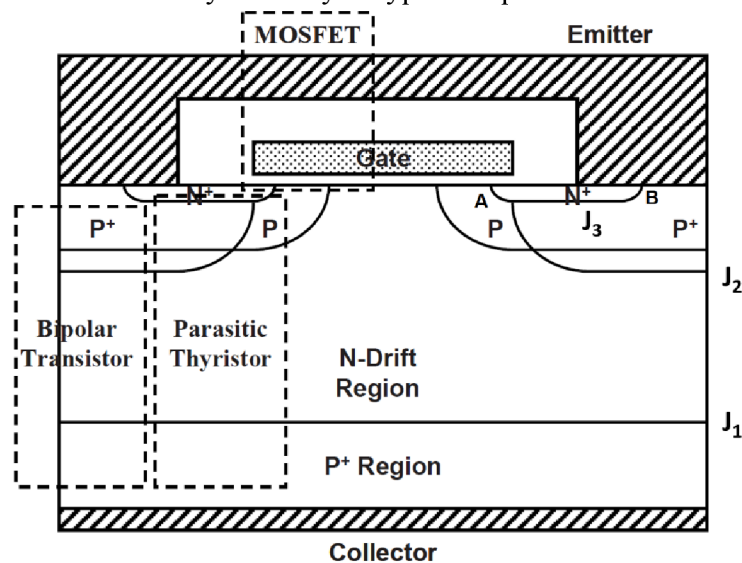 MOSFET
Emitter
Gate
N+
A
N+
B
P+
P
P
J3
P+
J2
Bipolar
Transistor
Parasitic
Thyristor
N-Drift
Region
J1
P+ Region
Collector